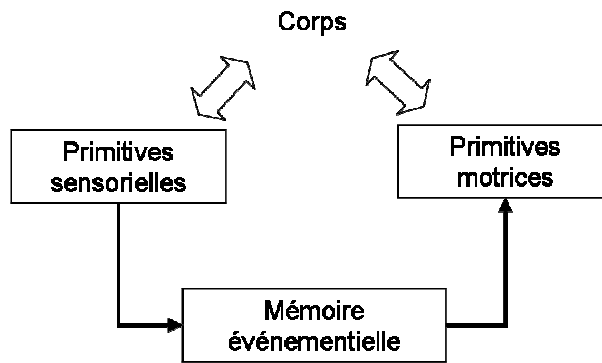 Corps
Primitives
sensorielles
Primitives
motrices
Mémoire
événementielle